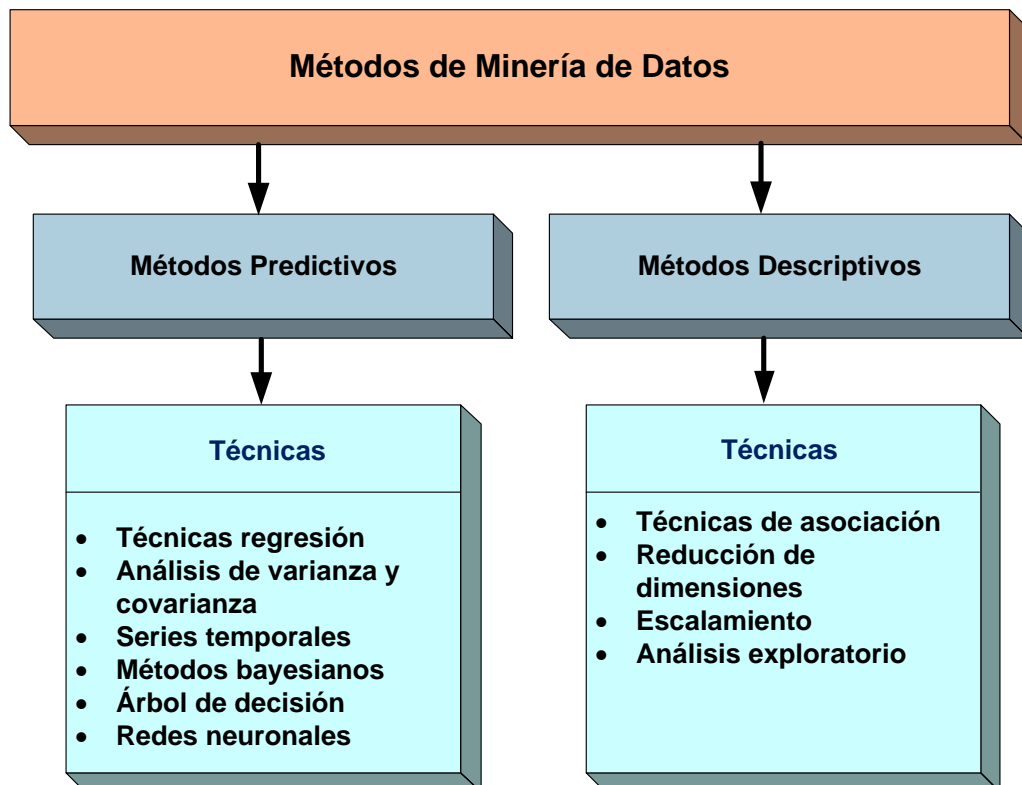 Métodos de Minería de Datos
Métodos Predictivos
Métodos Descriptivos
Técnicas
• Técnicas regresión
• Análisis de varianza y
covarianza
• Series temporales
• Métodos bayesianos
• Árbol de decisión
• Redes neuronales
Técnicas
• Técnicas de asociación
• Reducción de
dimensiones
• Escalamiento
• Análisis exploratorio